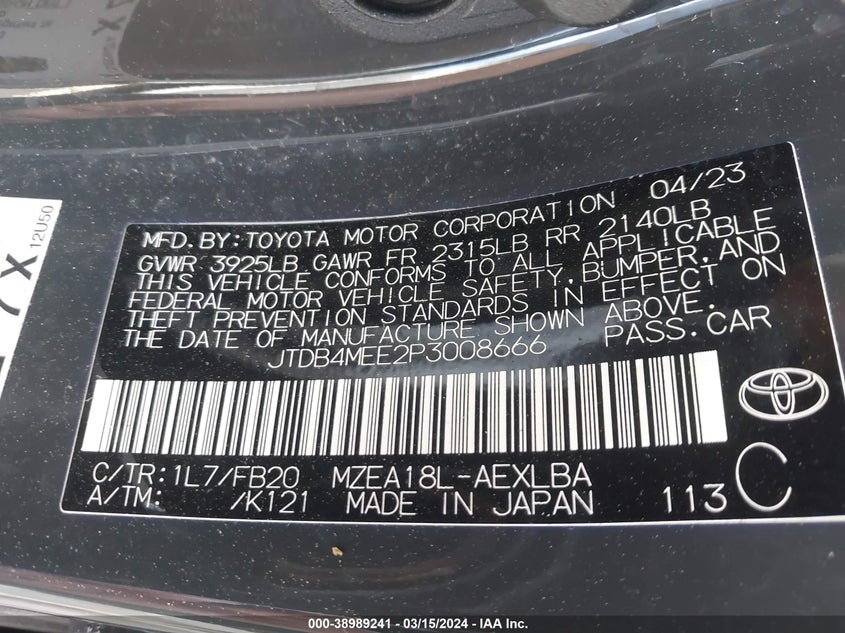 12U50
7X
MFD.BY:TOYOTA MOTOR CORPORATION 04/23
GVWR 3925LB GAWR FR 2315LB RR 2140LB
THIS VEHICLE CONFORMS TO ALL APPLICABLE
FEDERAL MOTOR VEHICLE SAFETY,BUMPER,AND
THEFT PREVENTION STANDARDS IN EFFECT ON
THE DATE OF MANUFACTURE SHOWN ABOVE.
JTDB4MEE2P3008666 PASS.CAR
C/TR:1L7/FB20 MZEA18L-AEXLBA
A/TM: /K121 MADE IN JAPAN 113 C
000-38989241 - 03/15/2024 - IAA Inc.